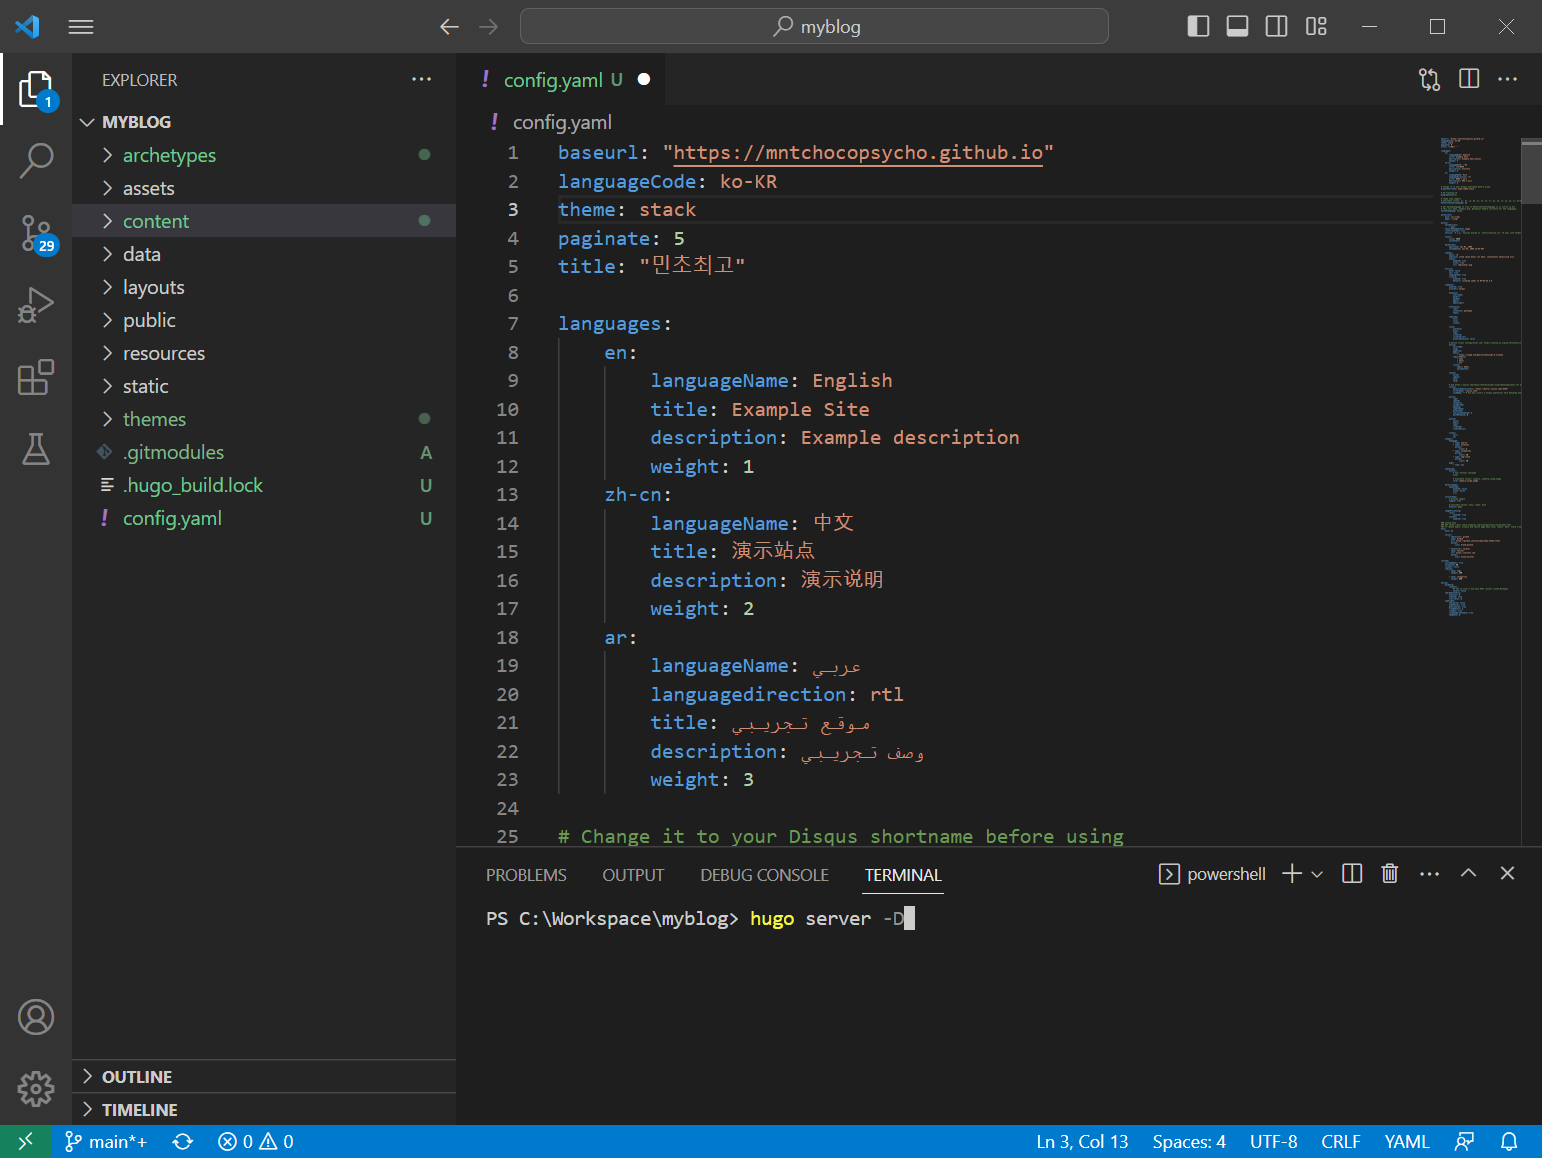 myblog
EXPLORER
MYBLOG
archetypes
assets
content
data
layouts
public
resources
static
themes
.gitmodules A
.hugo_build.lock U
! config.yaml U
OUTLINE
TIMELINE
1
29
! config.yaml U
! config.yaml
1 baseurl: "https://mntchocopsycho.github.io"
2 languageCode: ko-KR
3 theme: stack
4 paginate: 5
5 title: "민초최고"
6
7 languages:
8 en:
9 languageName: English
10 title: Example Site
11 description: Example description
12 weight: 1
13 zh-cn:
14 languageName: 中文
15 title: 演示站点
16 description: 演示说明
17 weight: 2
18 ar:
19 languageName: عربي
20 languagedirection: rtl
21 title: موقع تجريبي
22 description: وصف تجريبي
23 weight: 3
24
25 # Change it to your Disqus shortname before using
PROBLEMS OUTPUT DEBUG CONSOLE TERMINAL powershell
PS C:\Workspace\myblog> hugo server -D
main*+ 0 0 Ln 3, Col 13 Spaces: 4 UTF-8 CRLF YAML